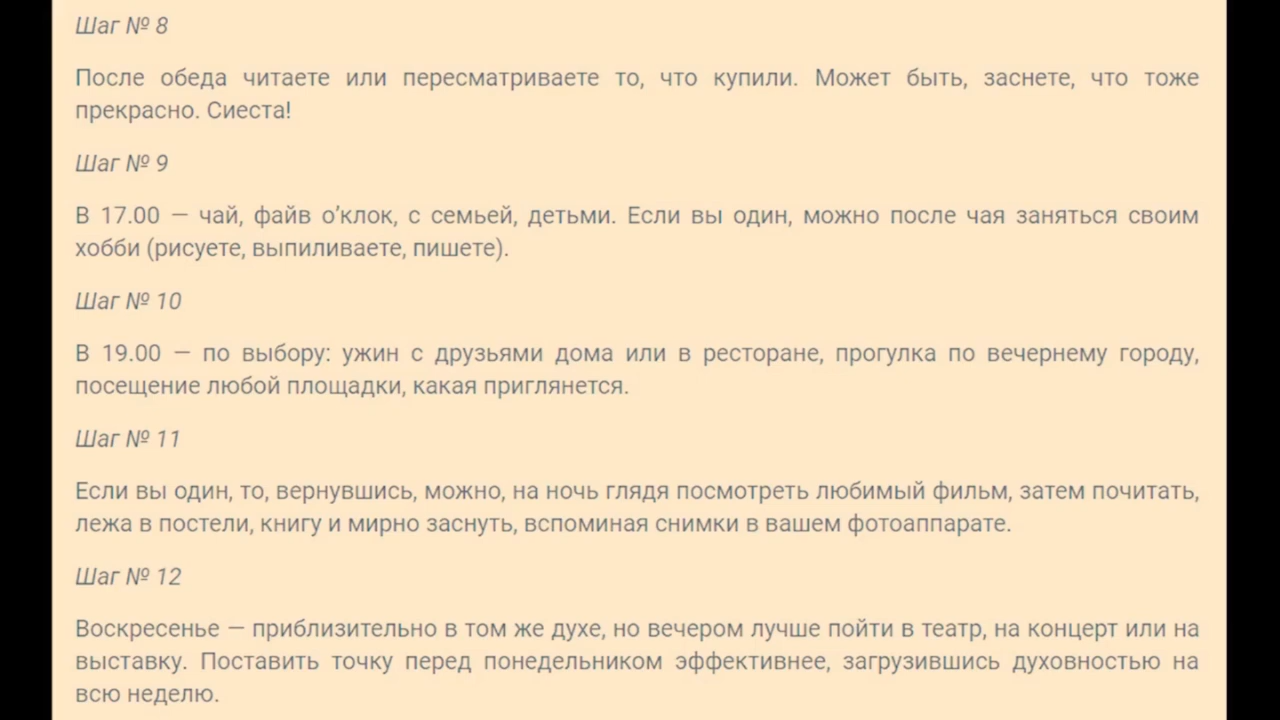 Шаг № 8
После обеда читаете или пересматриваете то, что купили. Может быть, заснете, что тоже
прекрасно. Сиеста!
Шаг № 9
В 17.00 — чай, файв о’клок, с семьей, детьми. Если вы один, можно после чая заняться своим
хобби (рисуете, выпиливаете, пишете).
Шаг № 10
В 19.00 — по выбору: ужин с друзьями дома или в ресторане, прогулка по вечернему городу,
посещение любой площадки, какая приглянется.
Шаг № 11
Если вы один, то, вернувшись, можно, на ночь глядя посмотреть любимый фильм, затем почитать,
лежа в постели, книгу и мирно заснуть, вспоминая снимки в вашем фотоаппарате.
Шаг № 12
Воскресенье — приблизительно в том же духе, но вечером лучше пойти в театр, на концерт или на
выставку. Поставить точку перед понедельником эффективнее, загрузившись духовностью на
всю неделю.